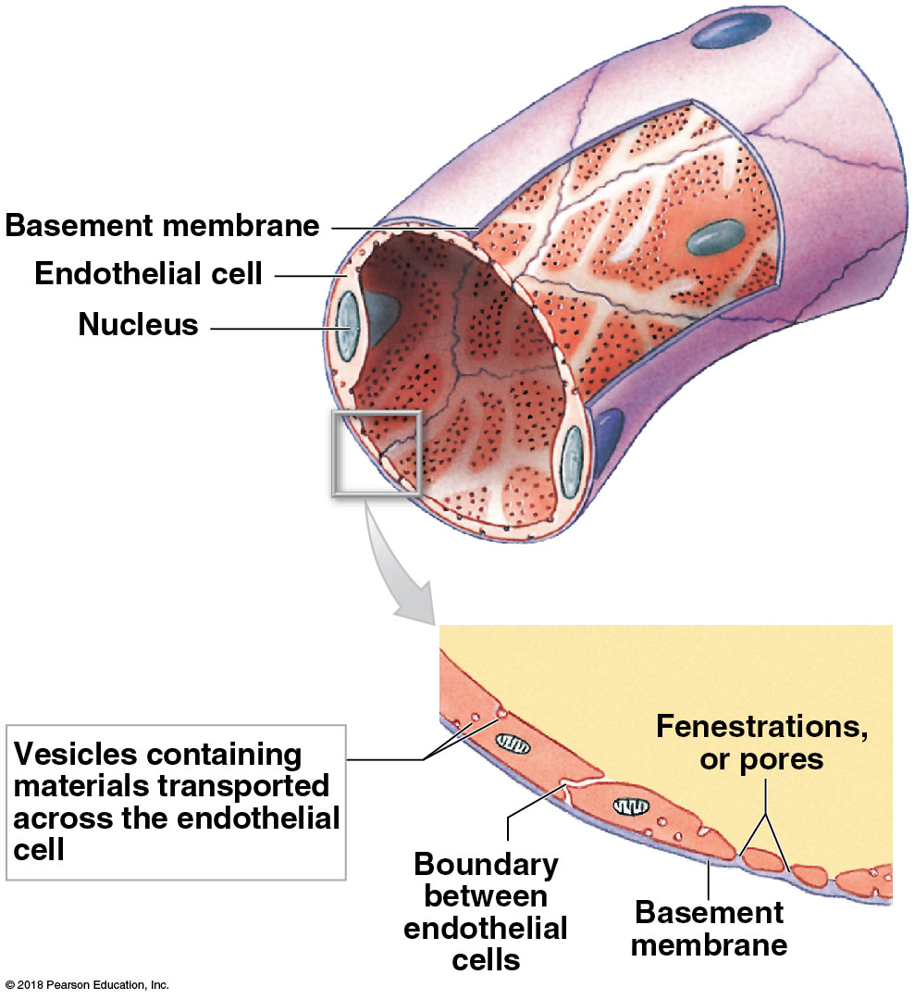 Basement membrane
Endothelial cell
Nucleus
Vesicles containing
materials transported
across the endothelial
cell
Fenestrations,
or pores
Boundary
between
endothelial
cells
Basement
membrane
© 2018 Pearson Education, Inc.